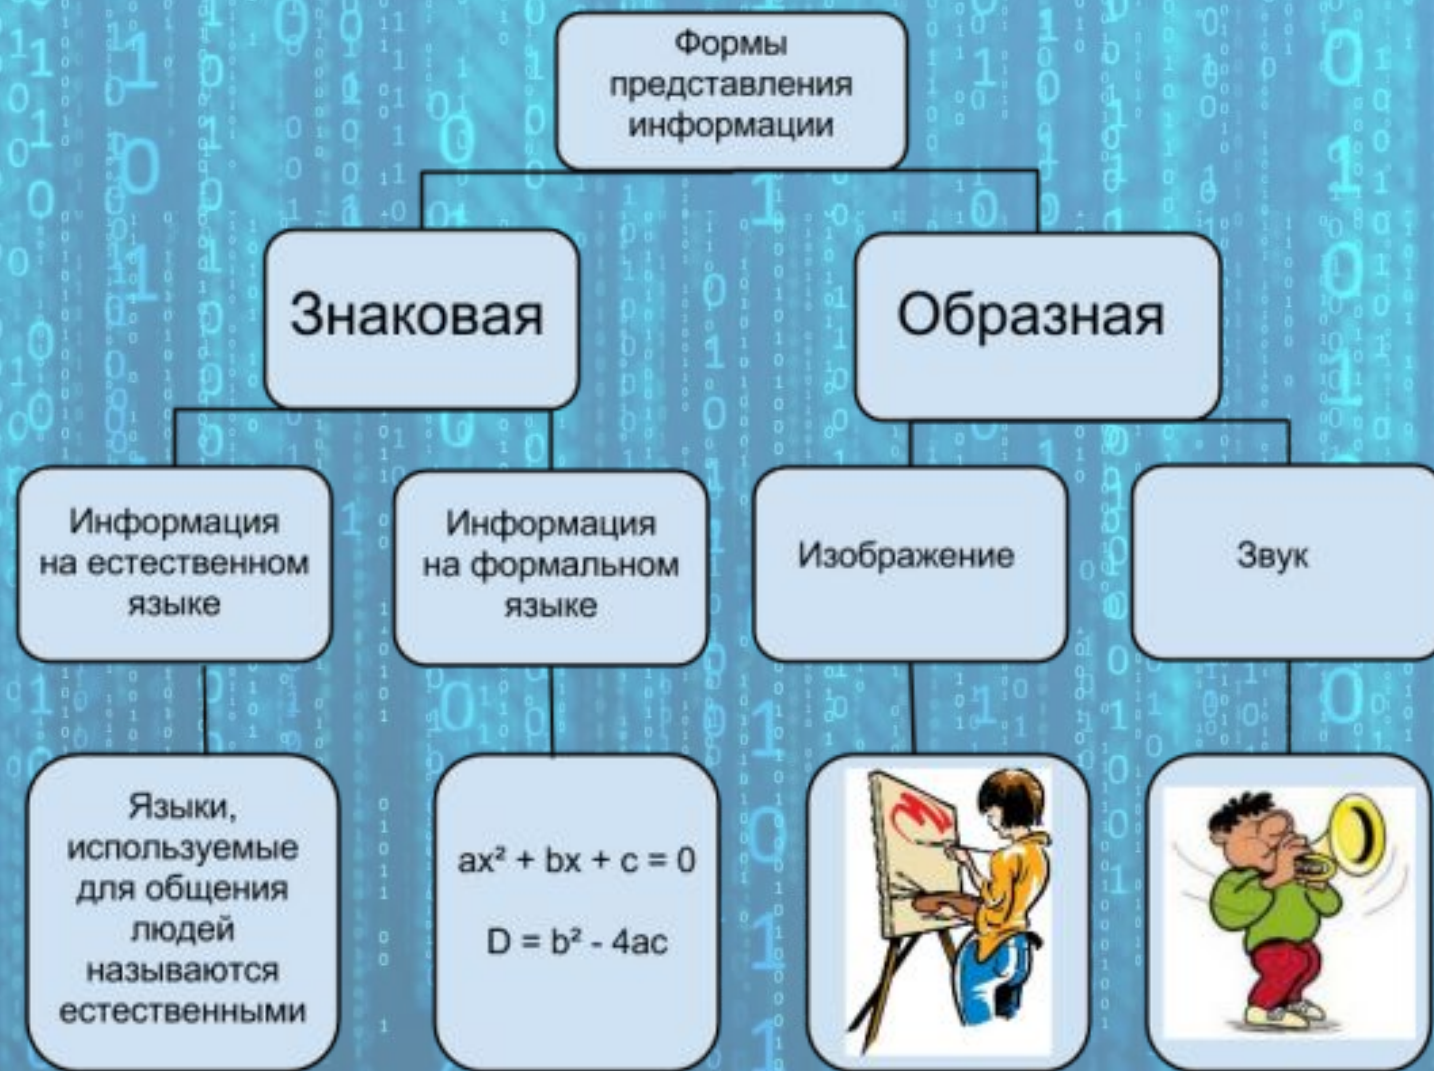 Формы
представления
информации
Знаковая
Образная
Информация
на естественном
языке
Информация
на формальном
языке
Изображение
Звук
Языки,
используемые
для общения
людей
называются
естественными
ax² + bx + c = 0
D = b² - 4ac